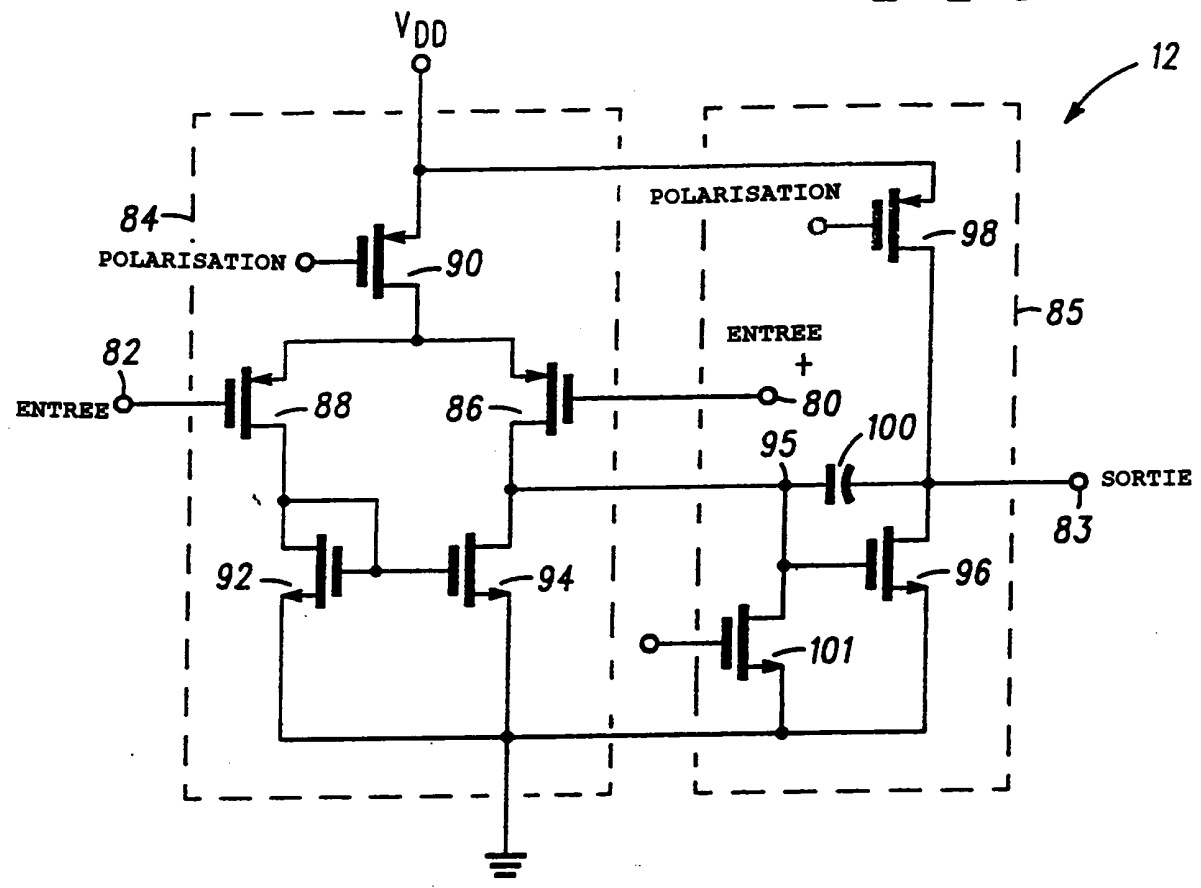 VDD
12
84
POLARISATION
POLARISATION
90
98
85
82
ENTREE
88
86
ENTREE
+
80
100
95
SORTIE
83
92
94
96
101